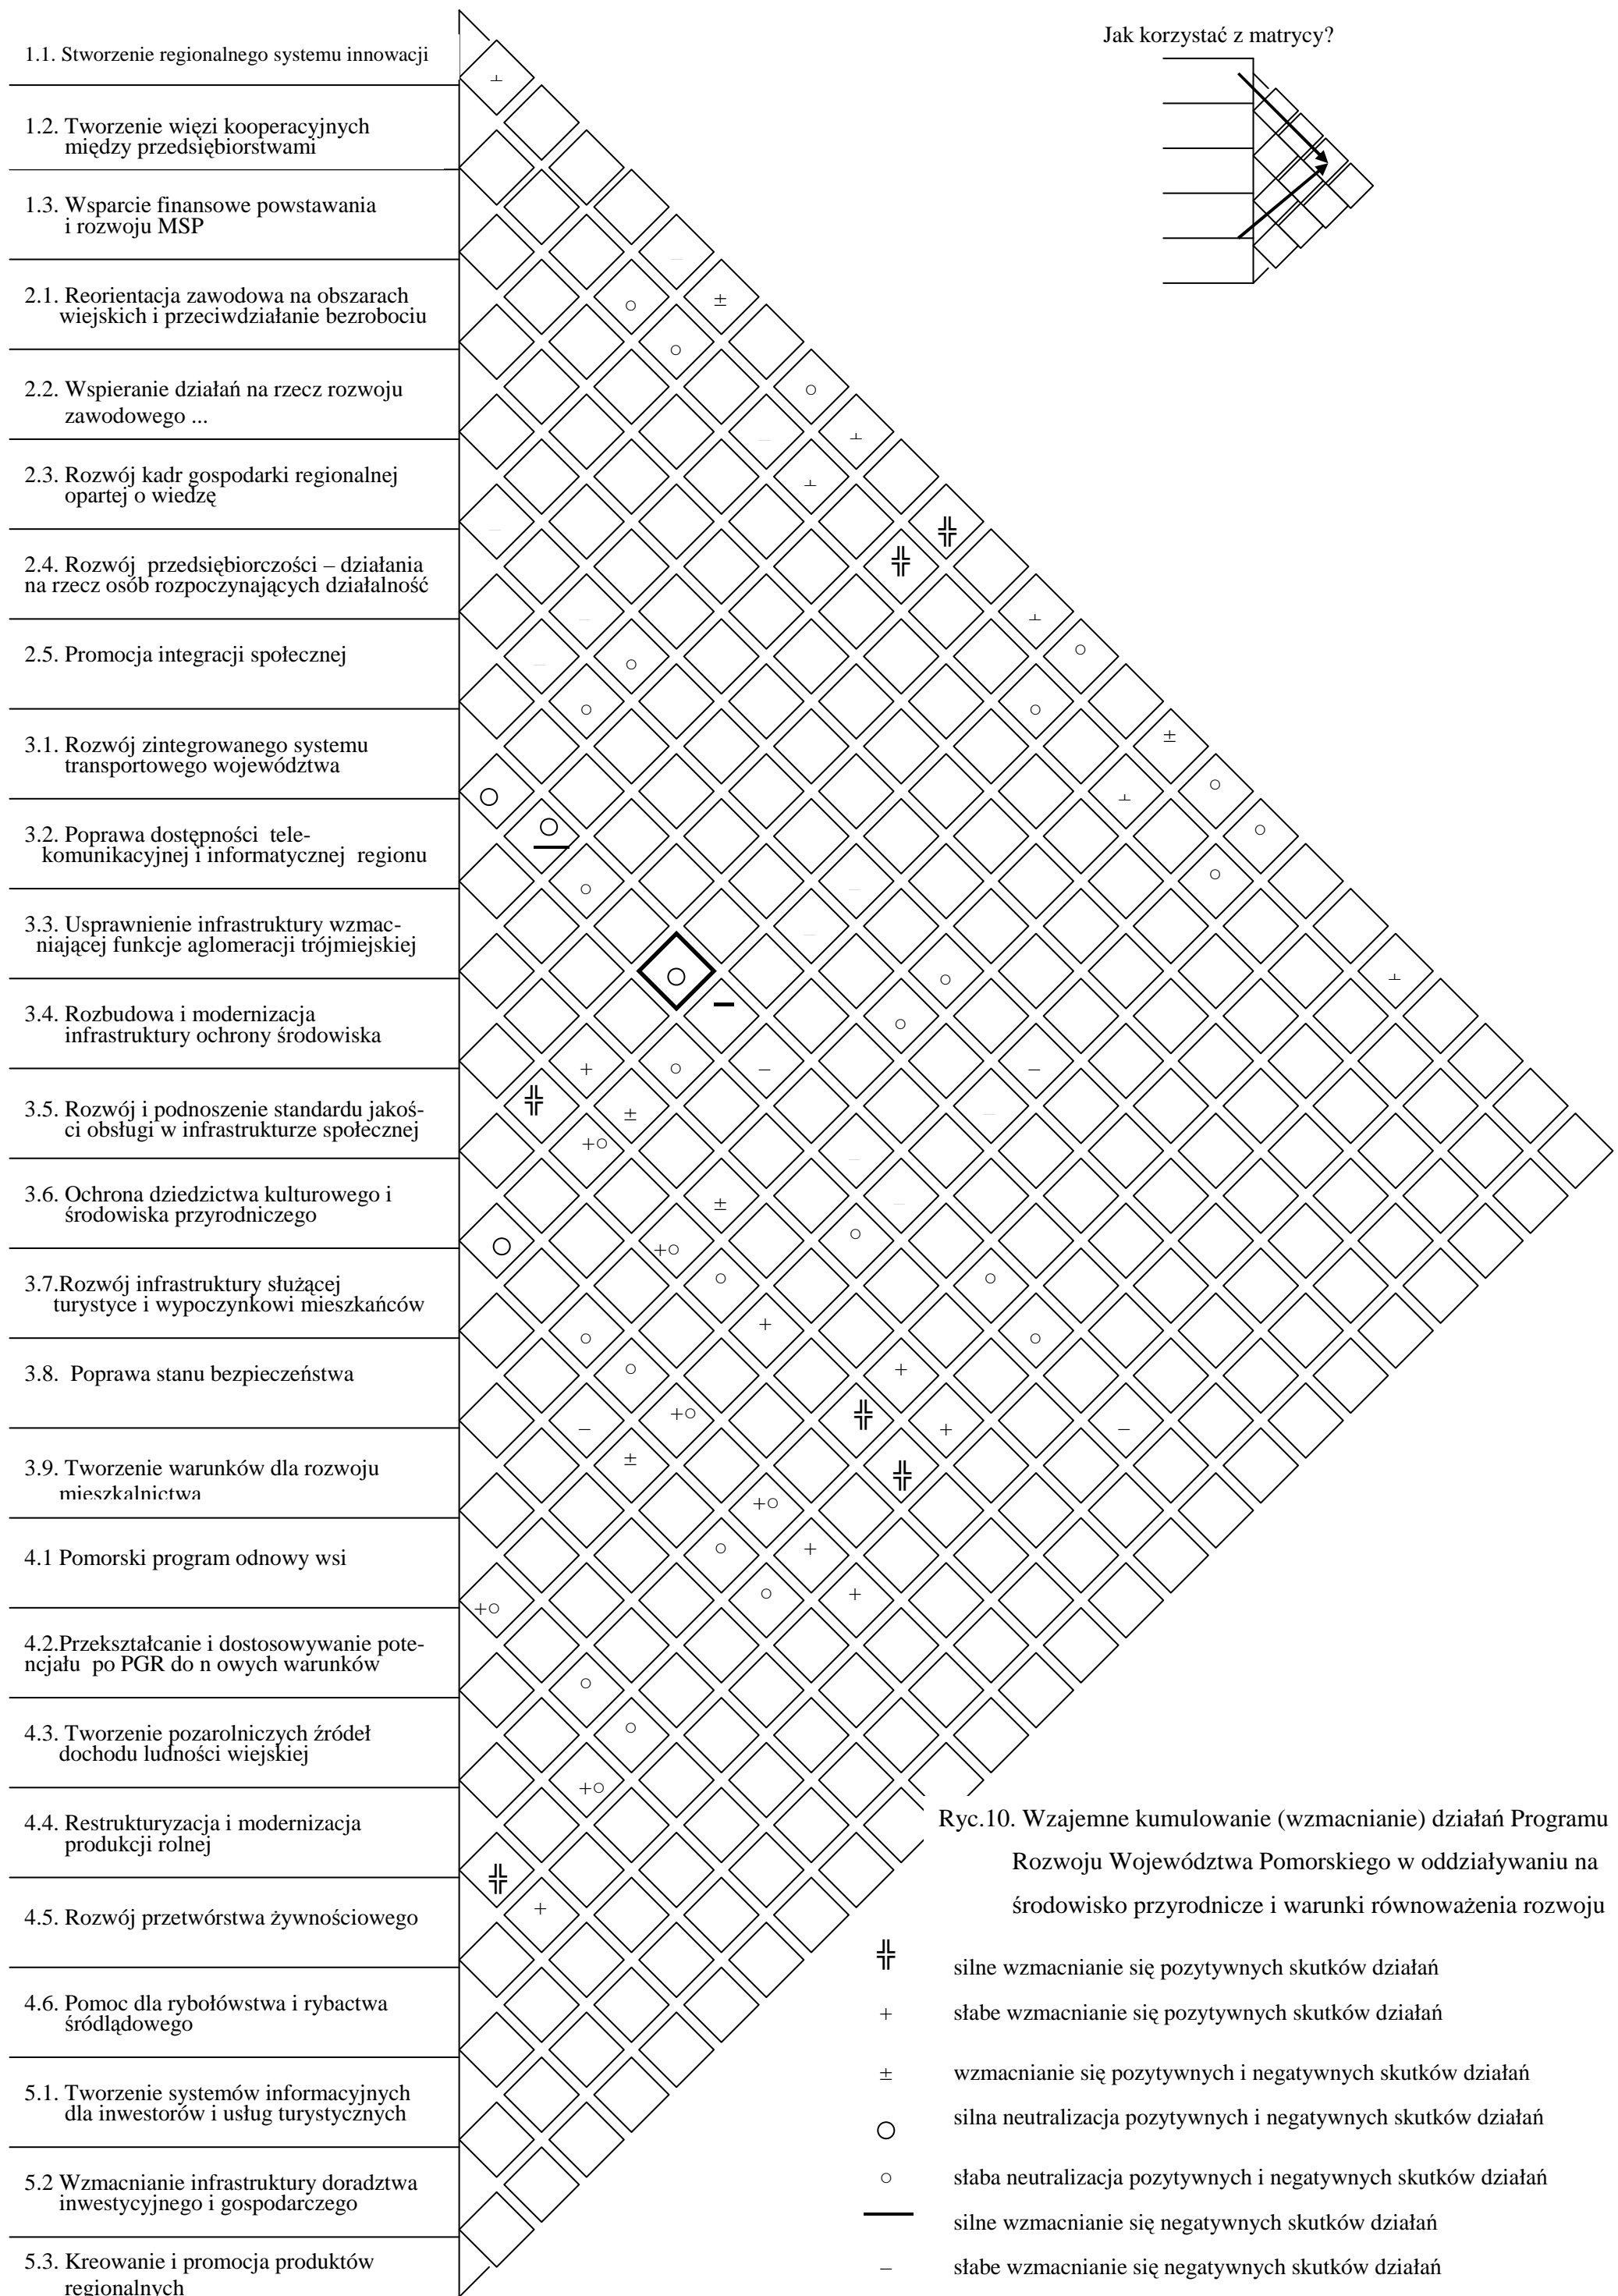 Jak korzystać z matrycy?
1.1. Stworzenie regionalnego systemu innowacji
1.2. Tworzenie więzi kooperacyjnych
między przedsiębiorstwami
1.3. Wsparcie finansowe powstawania
i rozwoju MSP
2.1. Reorientacja zawodowa na obszarach
wiejskich i przeciwdziałanie bezrobociu
2.2. Wspieranie działań na rzecz rozwoju
zawodowego ...
2.3. Rozwój kadr gospodarki regionalnej
opartej o wiedzę
2.4. Rozwój przedsiębiorczości – działania
na rzecz osób rozpoczynających działalność
2.5. Promocja integracji społecznej
3.1. Rozwój zintegrowanego systemu
transportowego województwa
3.2. Poprawa dostępności tele-
komunikacyjnej i informatycznej regionu
3.3. Usprawnienie infrastruktury wzmac-
niającej funkcje aglomeracji trójmiejskiej
3.4. Rozbudowa i modernizacja
infrastruktury ochrony środowiska
3.5. Rozwój i podnoszenie standardu jakoś-
ci obsługi w infrastrukturze społecznej
3.6. Ochrona dziedzictwa kulturowego i
środowiska przyrodniczego
3.7.Rozwój infrastruktury służącej
turystyce i wypoczynkowi mieszkańców
3.8. Poprawa stanu bezpieczeństwa
3.9. Tworzenie warunków dla rozwoju
mieszkalnictwa
4.1 Pomorski program odnowy wsi
4.2.Przekształcanie i dostosowywanie pote-
ncjału po PGR do n owych warunków
4.3. Tworzenie pozarolniczych źródeł
dochodu ludności wiejskiej
4.4. Restrukturyzacja i modernizacja
produkcji rolnej
4.5. Rozwój przetwórstwa żywnościowego
4.6. Pomoc dla rybołówstwa i rybactwa
śródlądowego
5.1. Tworzenie systemów informacyjnych
dla inwestorów i usług turystycznych
5.2 Wzmacnianie infrastruktury doradztwa
inwestycyjnego i gospodarczego
5.3. Kreowanie i promocja produktów
regionalnych
Ryc.10. Wzajemne kumulowanie (wzmacnianie) działań Programu
Rozwoju Województwa Pomorskiego w oddziaływaniu na
środowisko przyrodnicze i warunki równoważenia rozwoju
╬ silne wzmacnianie się pozytywnych skutków działań
+ słabe wzmacnianie się pozytywnych skutków działań
± wzmacnianie się pozytywnych i negatywnych skutków działań
○ silna neutralizacja pozytywnych i negatywnych skutków działań
○ słaba neutralizacja pozytywnych i negatywnych skutków działań
— silne wzmacnianie się negatywnych skutków działań
– słabe wzmacnianie się negatywnych skutków działań